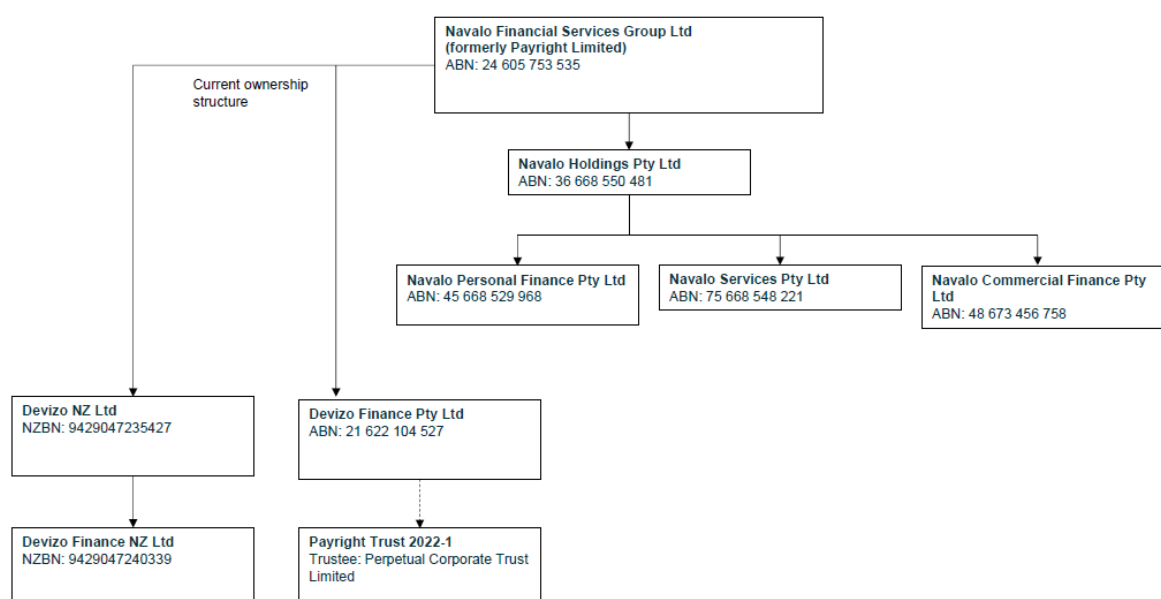 Navalo Financial Services Group Ltd
(formerly Payright Limited)
ABN: 24 605 753 535
Current ownership
structure
Navalo Holdings Pty Ltd
ABN: 36 668 550 481
Navalo Personal Finance Pty Ltd
ABN: 45 668 529 968
Navalo Services Pty Ltd
ABN: 75 668 548 221
Navalo Commercial Finance Pty
Ltd
ABN: 48 673 456 758
Devizo NZ Ltd
NZBN: 9429047235427
Devizo Finance Pty Ltd
ABN: 21 622 104 527
Devizo Finance NZ Ltd
NZBN: 9429047240339
Payright Trust 2022-1
Trustee: Perpetual Corporate Trust
Limited